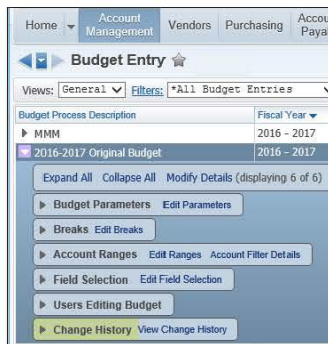 Home Account Management Vendors Purchasing Accou Payal
Budget Entry
Views: General Filters: *All Budget Entries
Budget Process Description Fiscal Year
MMM 2016 - 2017
2016-2017 Original Budget 2016 - 2017
Expand All Collapse All Modify Details (displaying 6 of 6)
Budget Parameters Edit Parameters
Breaks Edit Breaks
Account Ranges Edit Ranges Account Filter Details
Field Selection Edit Field Selection
Users Editing Budget
Change History View Change History